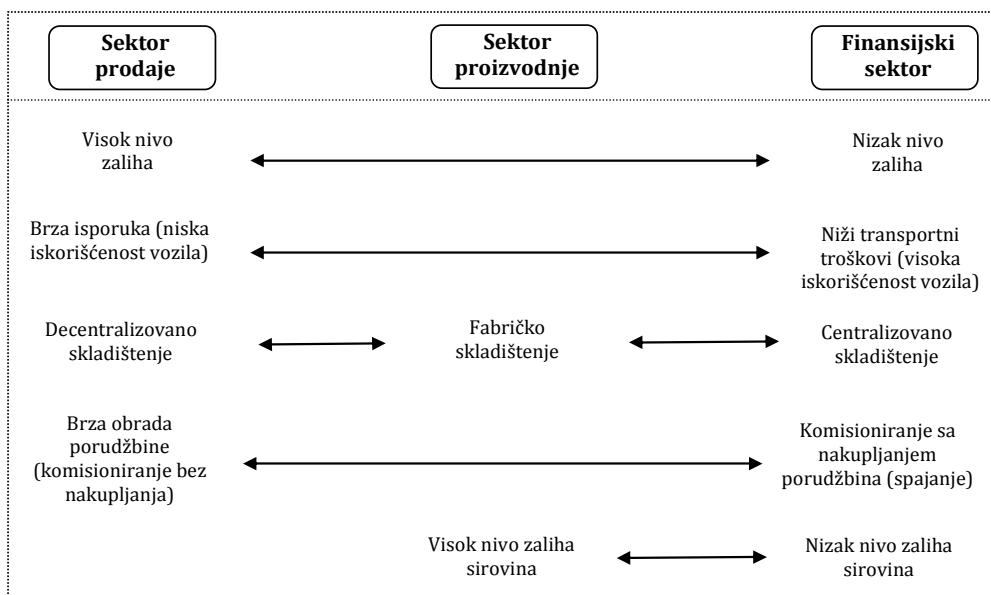 Sektor
prodaje
Sektor
proizvodnje
Finansijski
sektor
Visok nivo
zaliha
Nizak nivo
zaliha
Brza isporuka (niska
iskorišćenost vozila)
Niži transportni
troškovi (visoka
iskorišćenost vozila)
Decentralizovano
skladištenje
Fabričko
skladištenje
Centralizovano
skladištenje
Brza obrada
porudžbine
(komisioniranje bez
nakupljanja)
Komisioniranje sa
nakupljanjem
porudžbina (spajanje)
Visok nivo zaliha
sirovina
Nizak nivo zaliha
sirovina